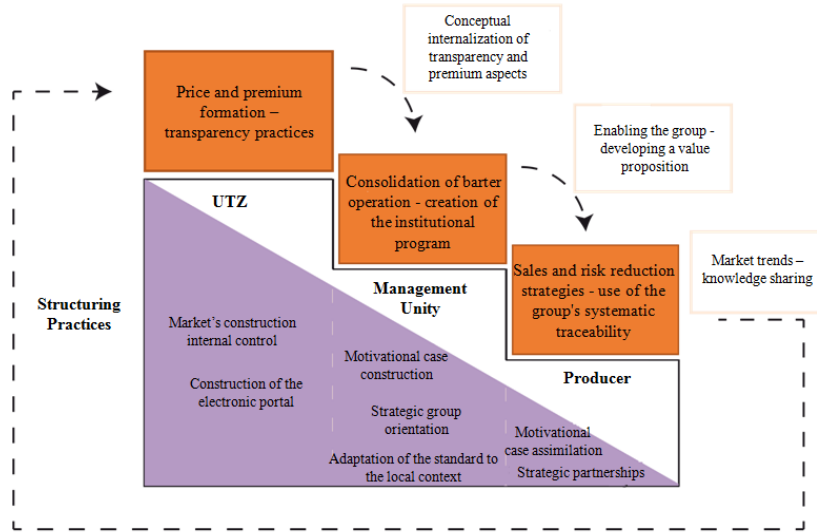 Conceptual
internalization of
transparency and
premium aspects
Price and premium
formation –
transparency practices
Enabling the group -
developing a value
proposition
Consolidation of barter
operation - creation of
the institutional
program
UTZ
Market trends –
knowledge sharing
Sales and risk reduction
strategies - use of the
group's systematic
traceability
Management
Unity
Structuring
Practices
Market's construction
internal control
Motivational case
construction
Producer
Construction of the
electronic portal
Strategic group
orientation
Motivational
case assimilation
Adaptation of the standard to
the local context
Strategic partnerships